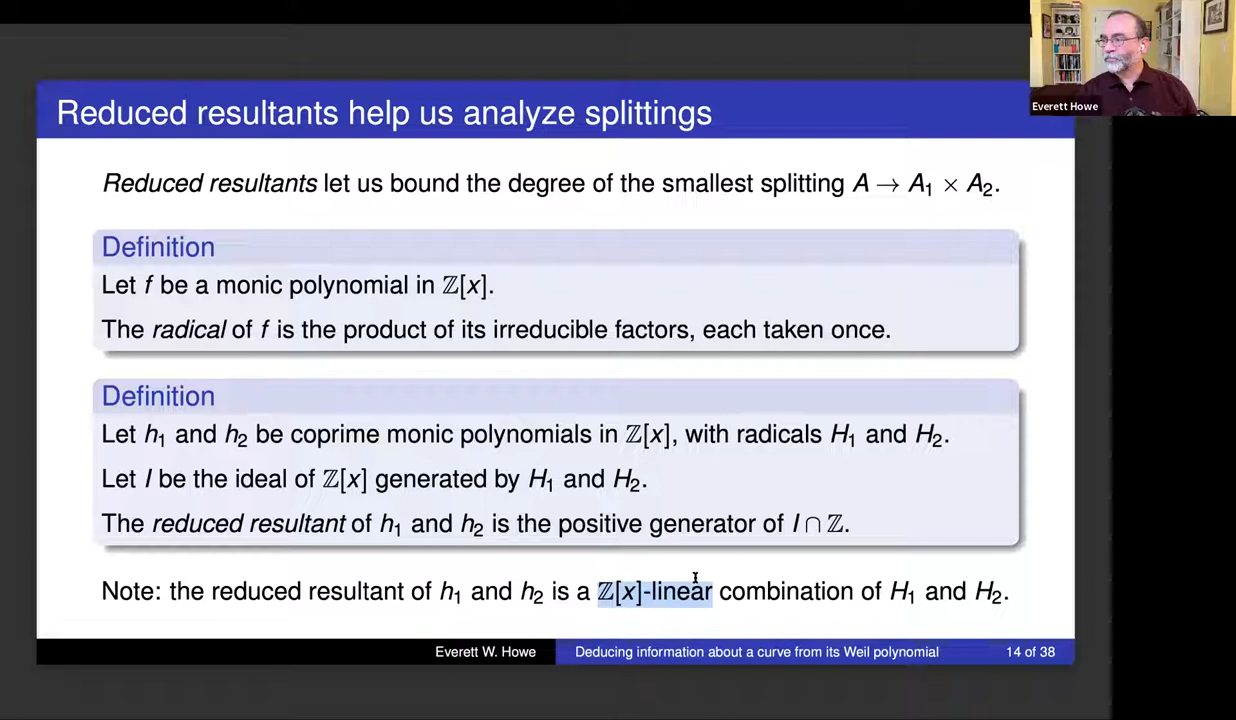 Reduced resultants help us analyze splittings
Everett Howe
Reduced resultants let us bound the degree of the smallest splitting A → A₁ × A₂.
Definition
Let f be a monic polynomial in ℤ[x].
The radical of f is the product of its irreducible factors, each taken once.
Definition
Let h₁ and h₂ be coprime monic polynomials in ℤ[x], with radicals H₁ and H₂.
Let I be the ideal of ℤ[x] generated by H₁ and H₂.
The reduced resultant of h₁ and h₂ is the positive generator of I ∩ ℤ.
Note: the reduced resultant of h₁ and h₂ is a ℤ[x]-linear combination of H₁ and H₂.
Everett W. Howe Deducing information about a curve from its Weil polynomial 14 of 38